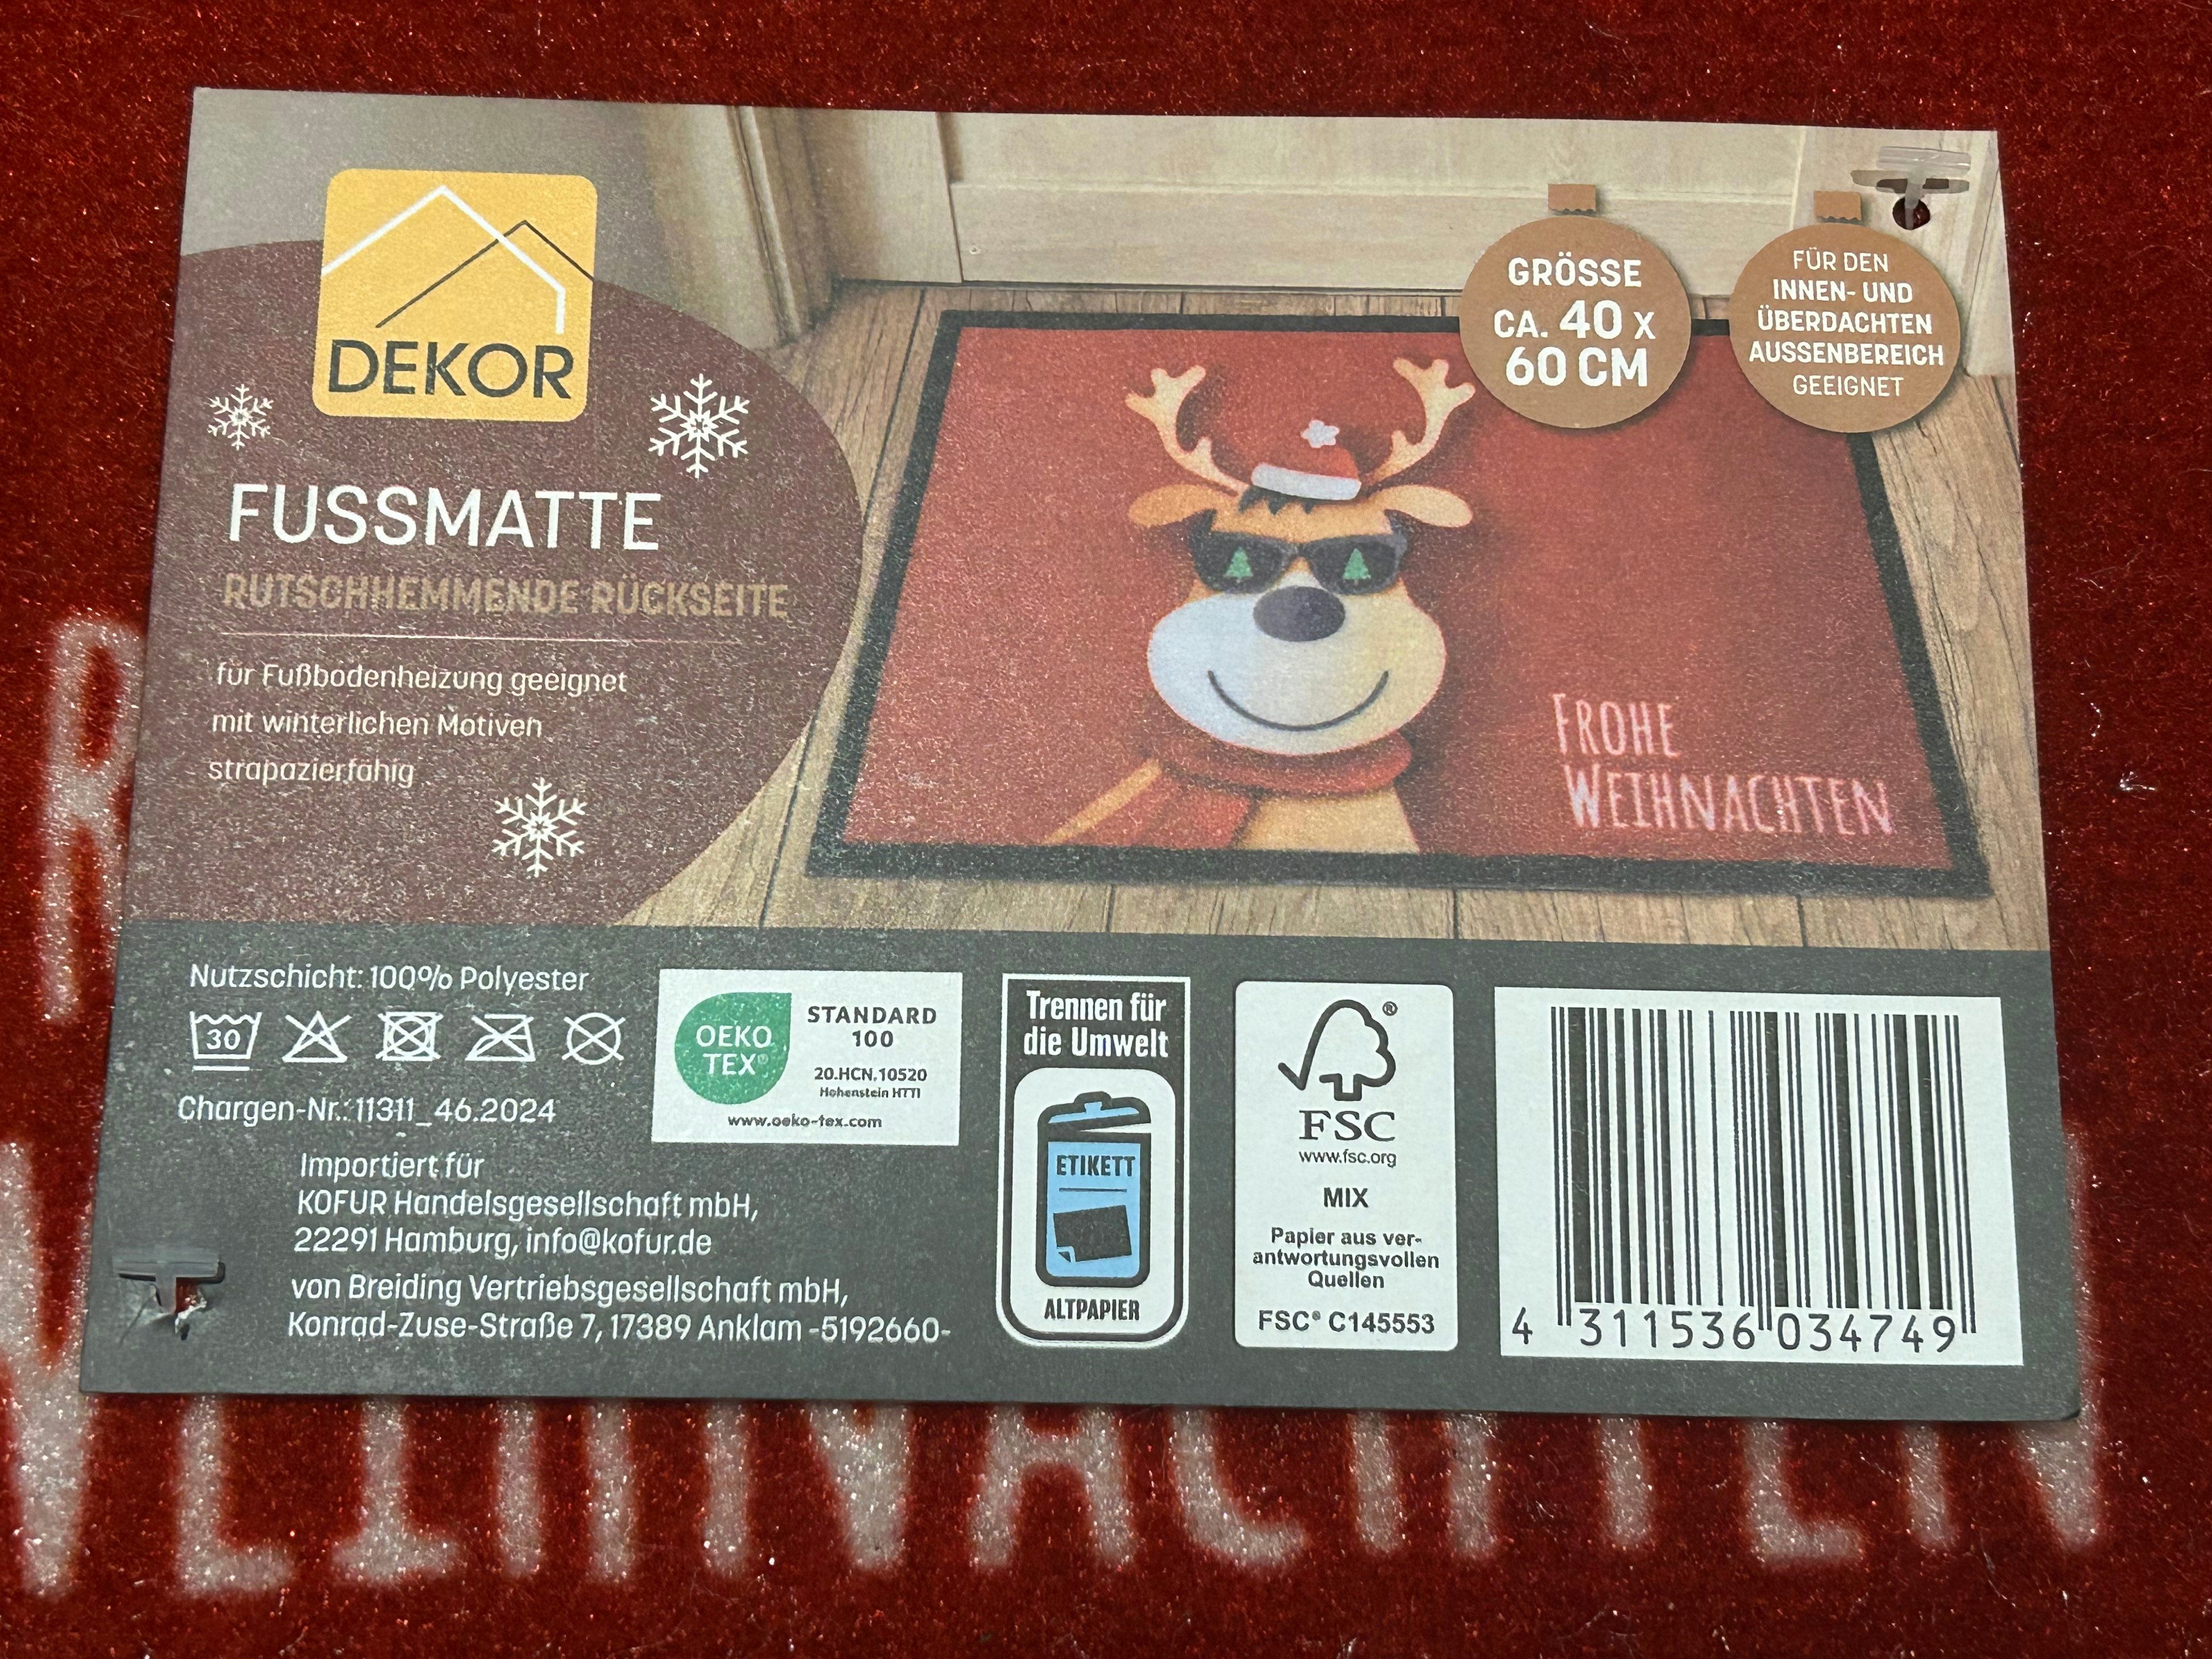 DEKOR
FUSSMATTE
RUTSCHHEMMENDE RÜCKSEITE
für Fußbodenheizung geeignet
mit winterlichen Motiven
strapazierfähig
GRÖSSE
CA. 40 X
60 CM
FÜR DEN
INNEN- UND
ÜBERDACHTEN
AUSSENBEREICH
GEEIGNET
FROHE
WEIHNACHTEN
Nutzschicht: 100% Polyester
30
Chargen-Nr.: 11311_46.2024
Importiert für
KOFUR Handelsgesellschaft mbH,
22291 Hamburg, info@kofur.de
von Breiding Vertriebsgesellschaft mbH,
Konrad-Zuse-Straße 7, 17389 Anklam -5192660-
OEKO
TEX®
STANDARD
100
20.HCN.10520
Hohenstein HTTI
www.oeko-tex.com
Trennen für
die Umwelt
ETIKETT
ALTPAPIER
®
FSC
www.fsc.org
MIX
Papier aus ver-
antwortungsvollen
Quellen
FSC® C145553
4 311536 034749
WEIHNACHTEN